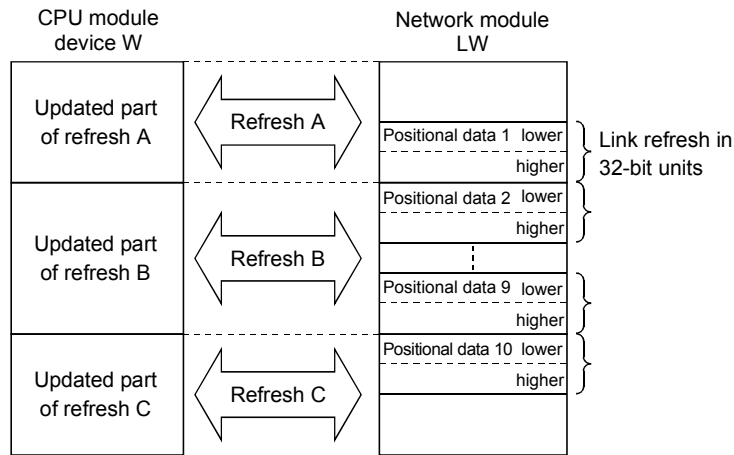 CPU module
device W
Network module
LW
Updated part
of refresh A
Refresh A
Positional data 1 lower
higher
Link refresh in
32-bit units
Positional data 2 lower
higher
Updated part
of refresh B
Refresh B
Positional data 9 lower
higher
Positional data 10 lower
higher
Updated part
of refresh C
Refresh C